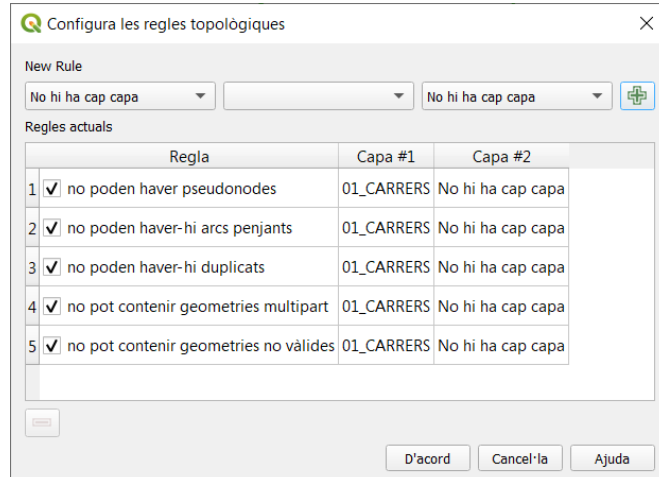 Configura les regles topològiques
New Rule
No hi ha cap capa No hi ha cap capa
Regles actuals
Regla Capa #1 Capa #2
1 no poden haver pseudonodes 01_CARRERS No hi ha cap capa
2 no poden haver-hi arcs penjants 01_CARRERS No hi ha cap capa
3 no poden haver-hi duplicats 01_CARRERS No hi ha cap capa
4 no pot contenir geometries multipart 01_CARRERS No hi ha cap capa
5 no pot contenir geometries no vàlides 01_CARRERS No hi ha cap capa
D'acord Cancel·la Ajuda